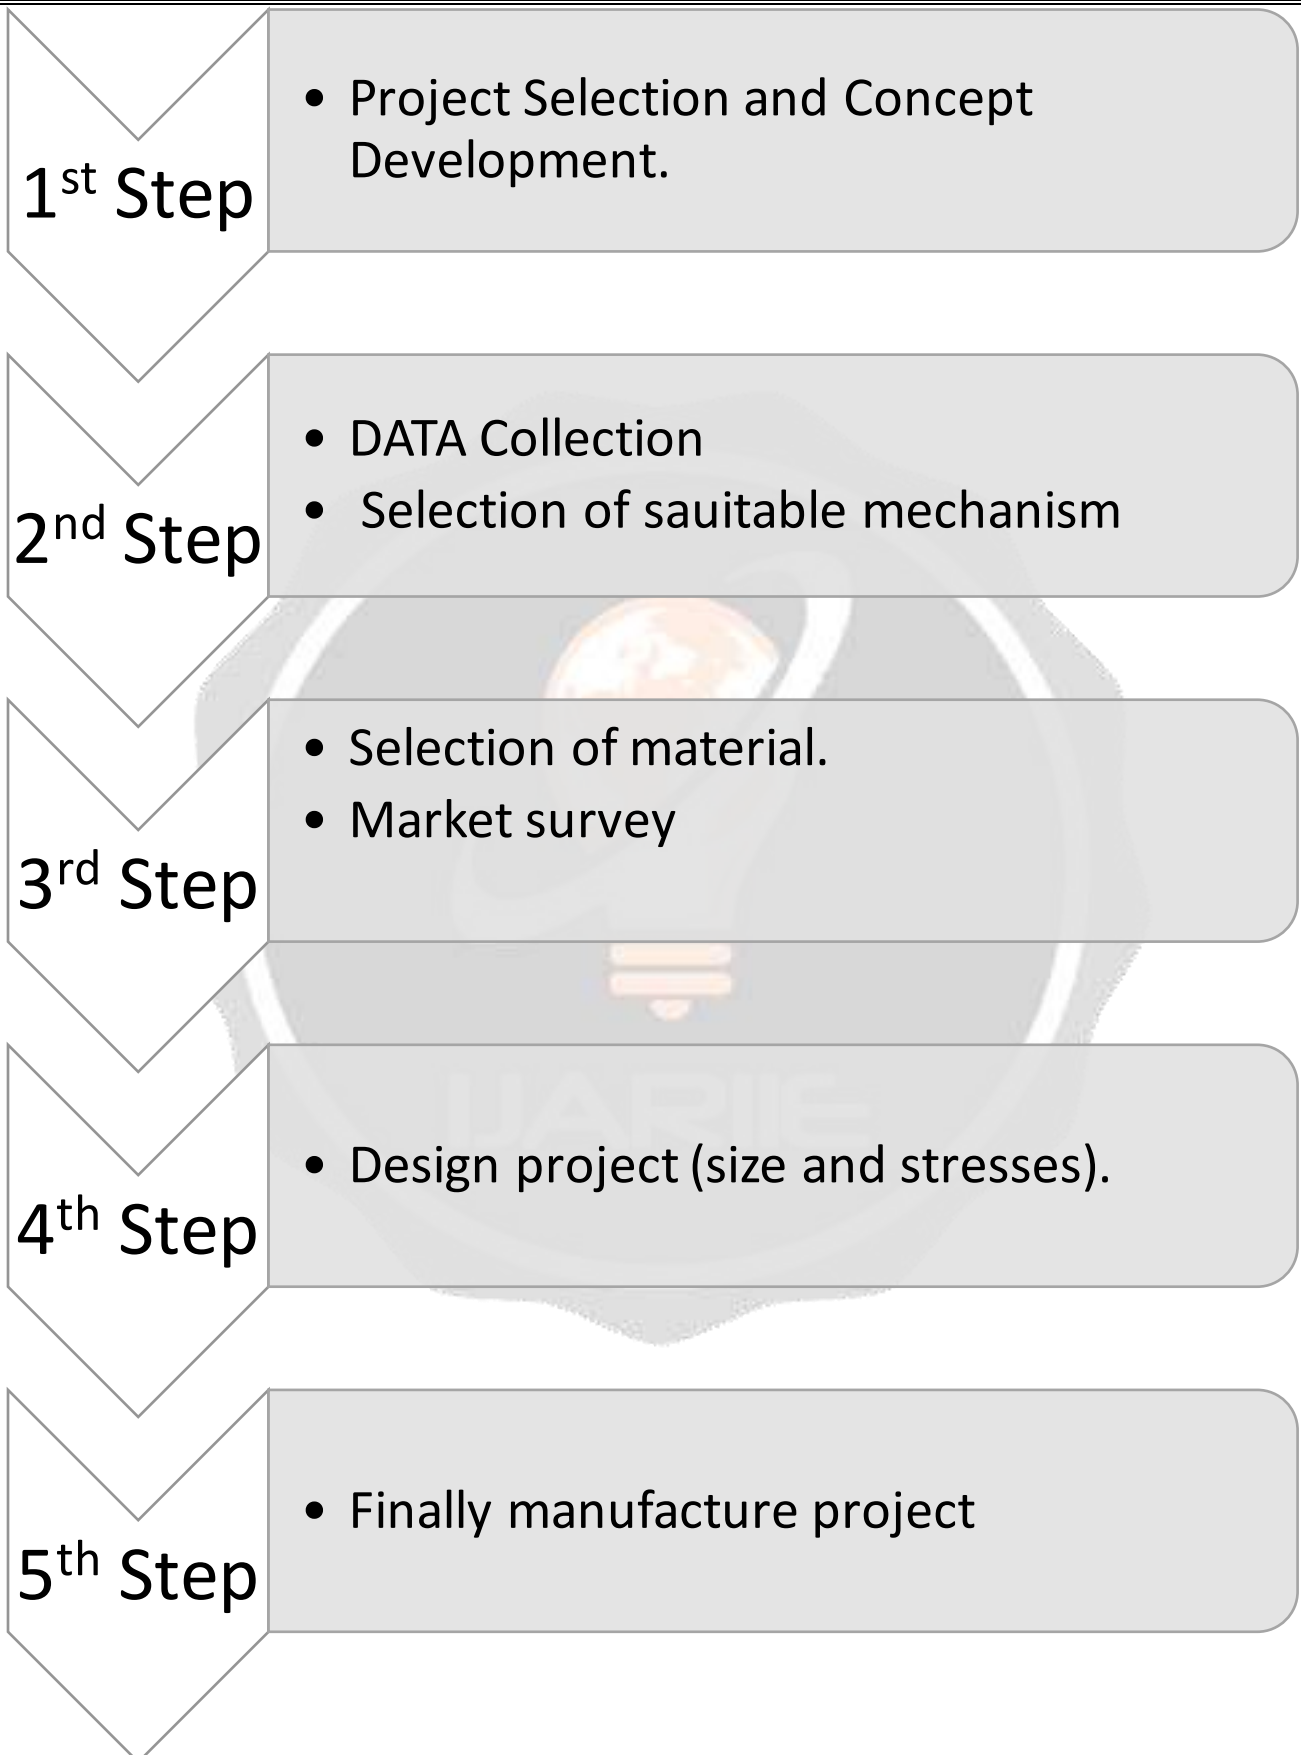 1st Step
• Project Selection and Concept
Development.
2nd Step
• DATA Collection
• Selection of sauitable mechanism
3rd Step
• Selection of material.
• Market survey
4th Step
• Design project (size and stresses).
5th Step
• Finally manufacture project
IJARIIE